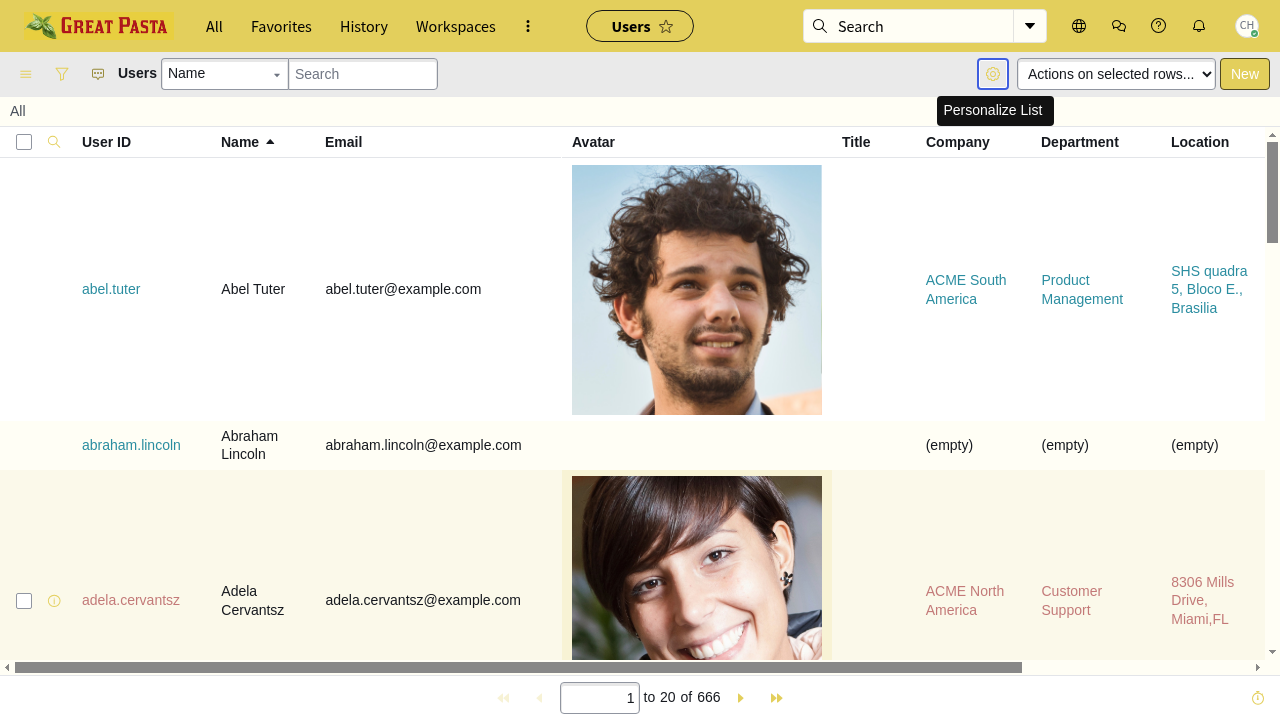 GREAT PASTA All Favorites History Workspaces Users Search CH
Users Name Search Actions on selected rows... New
All
Personalize List
User ID Name Email Avatar Title Company Department Location
abel.tuter Abel Tuter abel.tuter@example.com ACME South America Product Management SHS quadra 5, Bloco E., Brasilia
abraham.lincoln Abraham Lincoln abraham.lincoln@example.com (empty) (empty) (empty)
adela.cervantsz Adela Cervantsz adela.cervantsz@example.com ACME North America Customer Support 8306 Mills Drive, Miami,FL
1 to 20 of 666